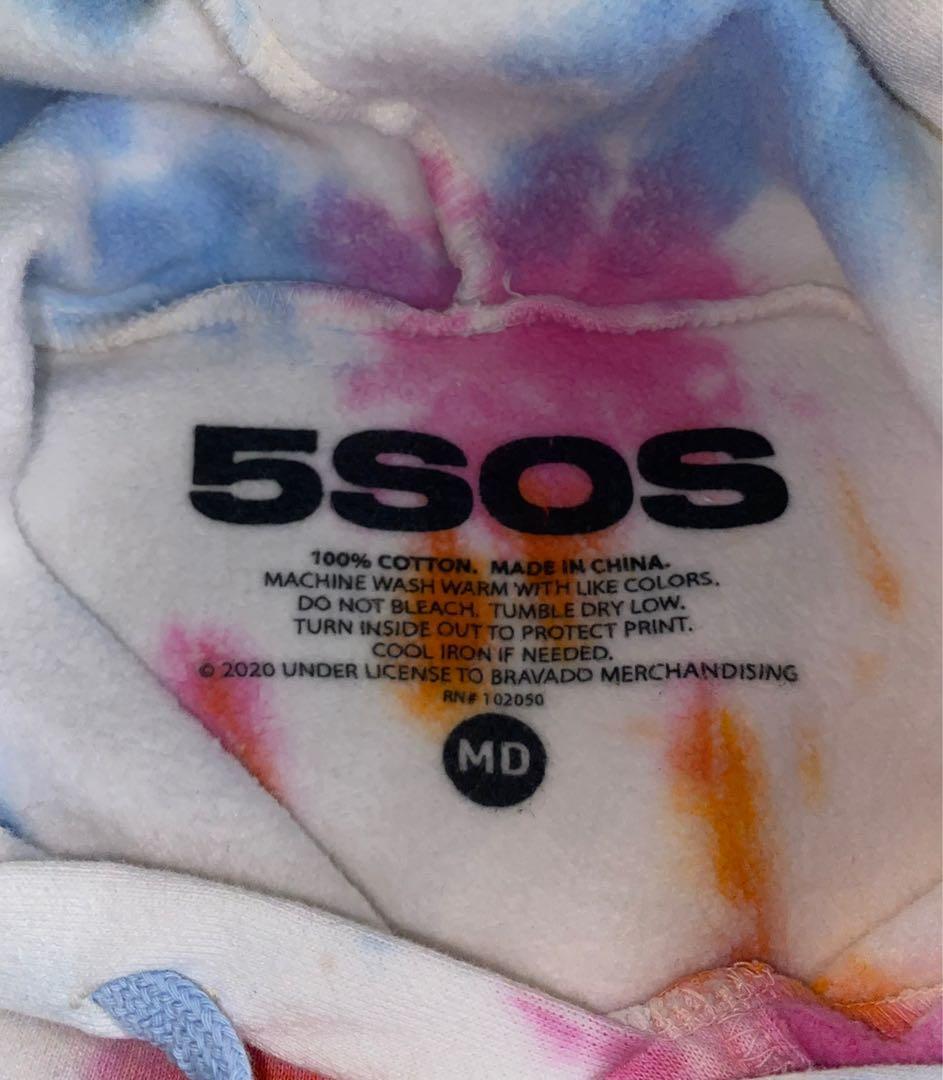 5SOS
100% COTTON. MADE IN CHINA.
MACHINE WASH WARM WITH LIKE COLORS.
DO NOT BLEACH. TUMBLE DRY LOW.
TURN INSIDE OUT TO PROTECT PRINT.
COOL IRON IF NEEDED.
© 2020 UNDER LICENSE TO BRAVADO MERCHANDISING
RN# 102050
MD